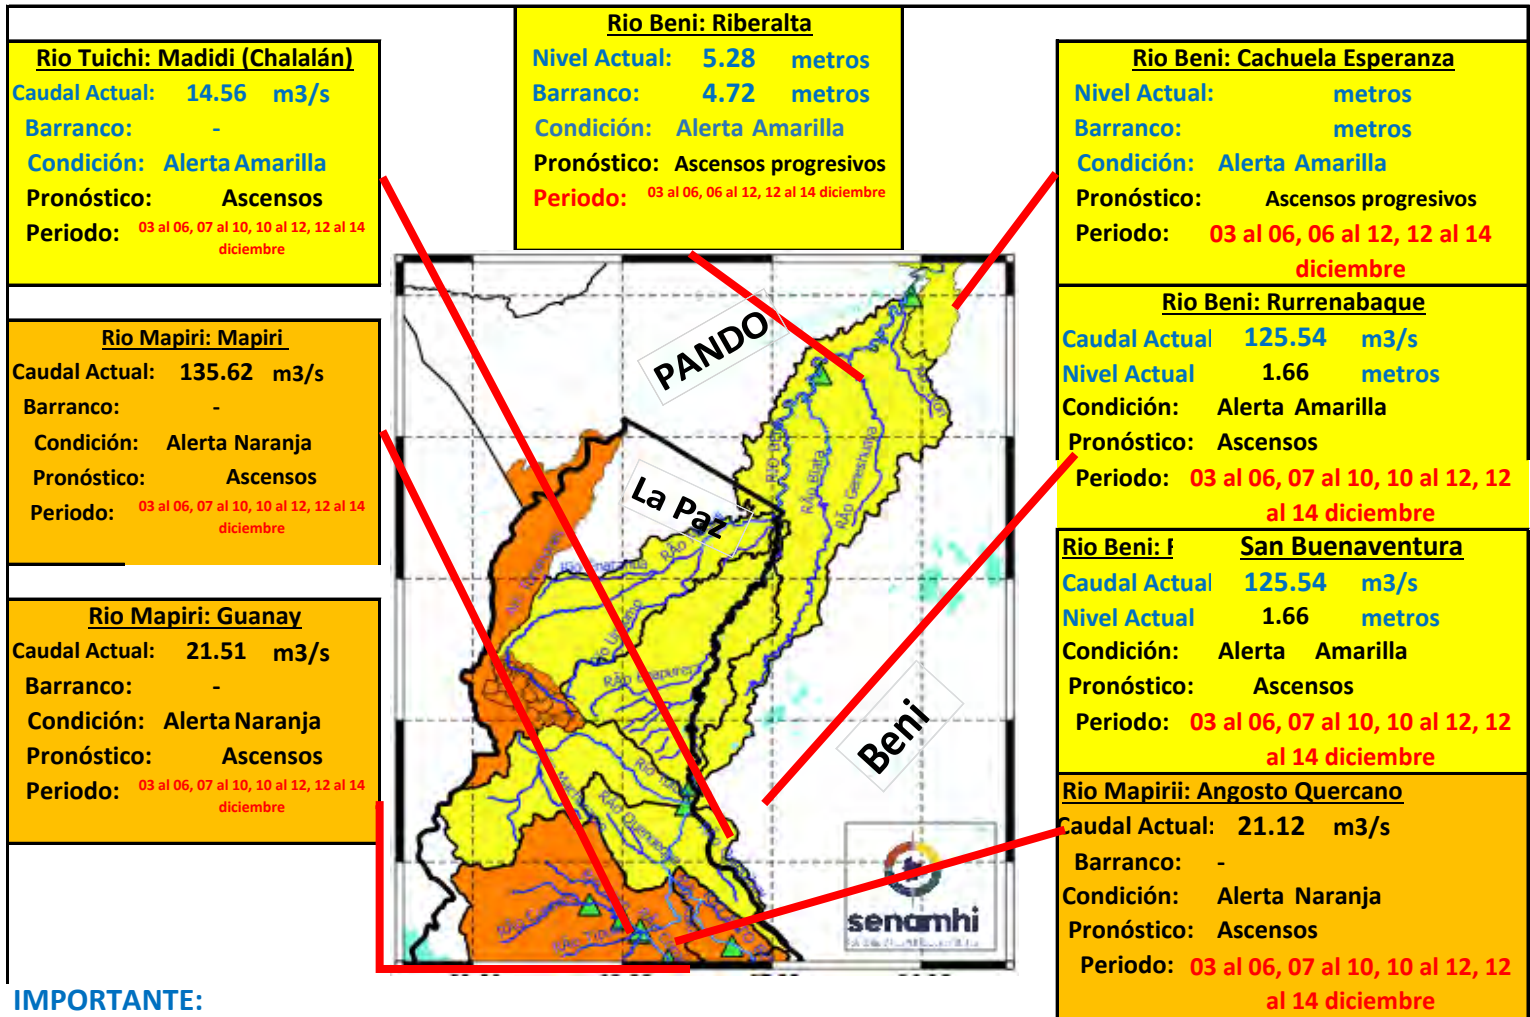 Rio Tuichi: Madidi (Chalalán)
Caudal Actual: 14.56 m3/s
Barranco: -
Condición: Alerta Amarilla
Pronóstico: Ascensos
Periodo: 03 al 06, 07 al 10, 10 al 12, 12 al 14
diciembre
Rio Mapiri: Mapiri
Caudal Actual: 135.62 m3/s
Barranco: -
Condición: Alerta Naranja
Pronóstico: Ascensos
Periodo: 03 al 06, 07 al 10, 10 al 12, 12 al 14
diciembre
Rio Mapiri: Guanay
Caudal Actual: 21.51 m3/s
Barranco: -
Condición: Alerta Naranja
Pronóstico: Ascensos
Periodo: 03 al 06, 07 al 10, 10 al 12, 12 al 14
diciembre
Rio Beni: Riberalta
Nivel Actual: 5.28 metros
Barranco: 4.72 metros
Condición: Alerta Amarilla
Pronóstico: Ascensos progresivos
Periodo: 03 al 06, 06 al 12, 12 al 14 diciembre
PANDO
La Paz
Beni
RÃo Biata
RÃo Geneshuaya
senamhi
Rio Beni: Cachuela Esperanza
Nivel Actual: metros
Barranco: metros
Condición: Alerta Amarilla
Pronóstico: Ascensos progresivos
Periodo: 03 al 06, 06 al 12, 12 al 14
diciembre
Rio Beni: Rurrenabaque
Caudal Actual 125.54 m3/s
Nivel Actual 1.66 metros
Condición: Alerta Amarilla
Pronóstico: Ascensos
Periodo: 03 al 06, 07 al 10, 10 al 12, 12
al 14 diciembre
Rio Beni: San Buenaventura
Caudal Actual 125.54 m3/s
Nivel Actual 1.66 metros
Condición: Alerta Amarilla
Pronóstico: Ascensos
Periodo: 03 al 06, 07 al 10, 10 al 12, 12
al 14 diciembre
Rio Mapirii: Angosto Quercano
Caudal Actual: 21.12 m3/s
Barranco: -
Condición: Alerta Naranja
Pronóstico: Ascensos
Periodo: 03 al 06, 07 al 10, 10 al 12, 12
al 14 diciembre
IMPORTANTE: